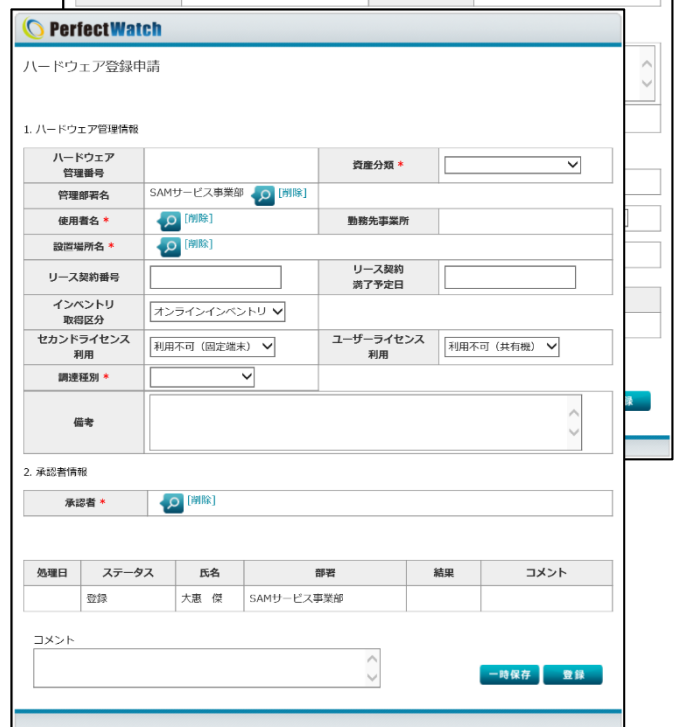 PerfectWatch
ハードウェア登録申請
1. ハードウェア管理情報
ハードウェア
管理番号
資産分類 *
管理部署名
SAMサービス事業部
[削除]
使用者名 *
[削除]
勤務先事業所
設置場所名 *
[削除]
リース契約番号
リース契約
満了予定日
インベントリ
取得区分
オンラインインベントリ
セカンドライセンス
利用
利用不可（固定端末）
ユーザーライセンス
利用
利用不可（共有機）
調達種別 *
備考
2. 承認者情報
承認者 *
[削除]
処理日 ステータス 氏名 部署 結果 コメント
登録 大恵 傑 SAMサービス事業部
コメント
一時保存 登録
録